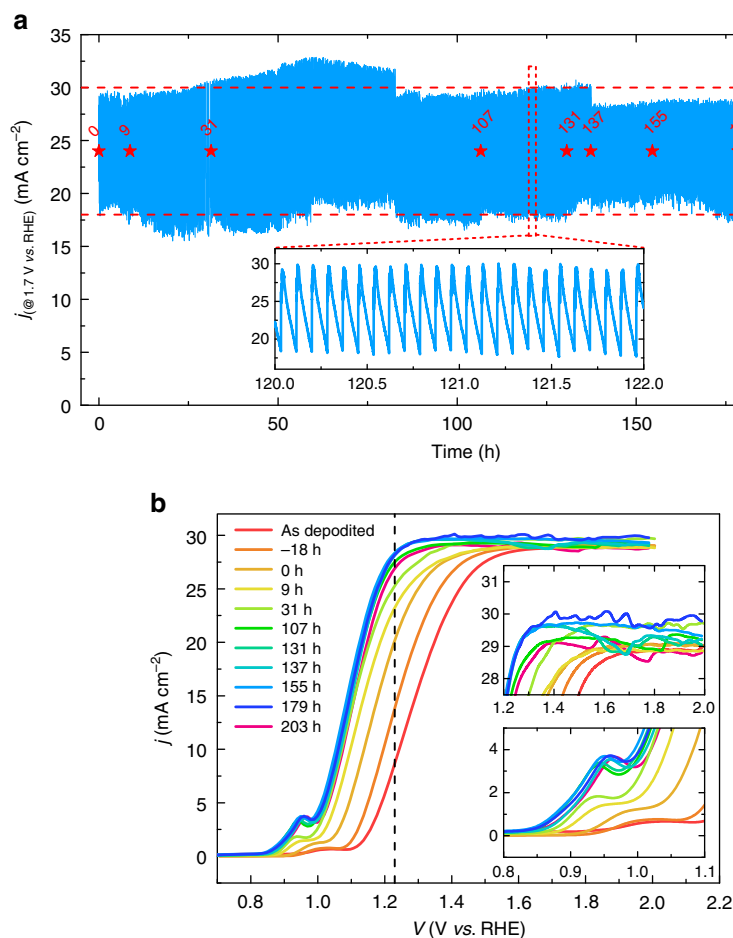 a
35
30
25
20
15
10
5
0
j(@1.7 V vs. RHE) (mA cm−2)
0
9
31
107
131
137
155
30
25
20
120.0 120.5 121.0 121.5 122.0
0 50 100 150
Time (h)
b
30
25
20
15
10
5
0
j (mA cm−2)
As depodited
–18 h
0 h
9 h
31 h
107 h
131 h
137 h
155 h
179 h
203 h
31
30
29
28
1.2 1.4 1.6 1.8 2.0
4
2
0
0.8 0.9 1.0 1.1
0.8 1.0 1.2 1.4 1.6 1.8 2.0 2.2
V (V vs. RHE)